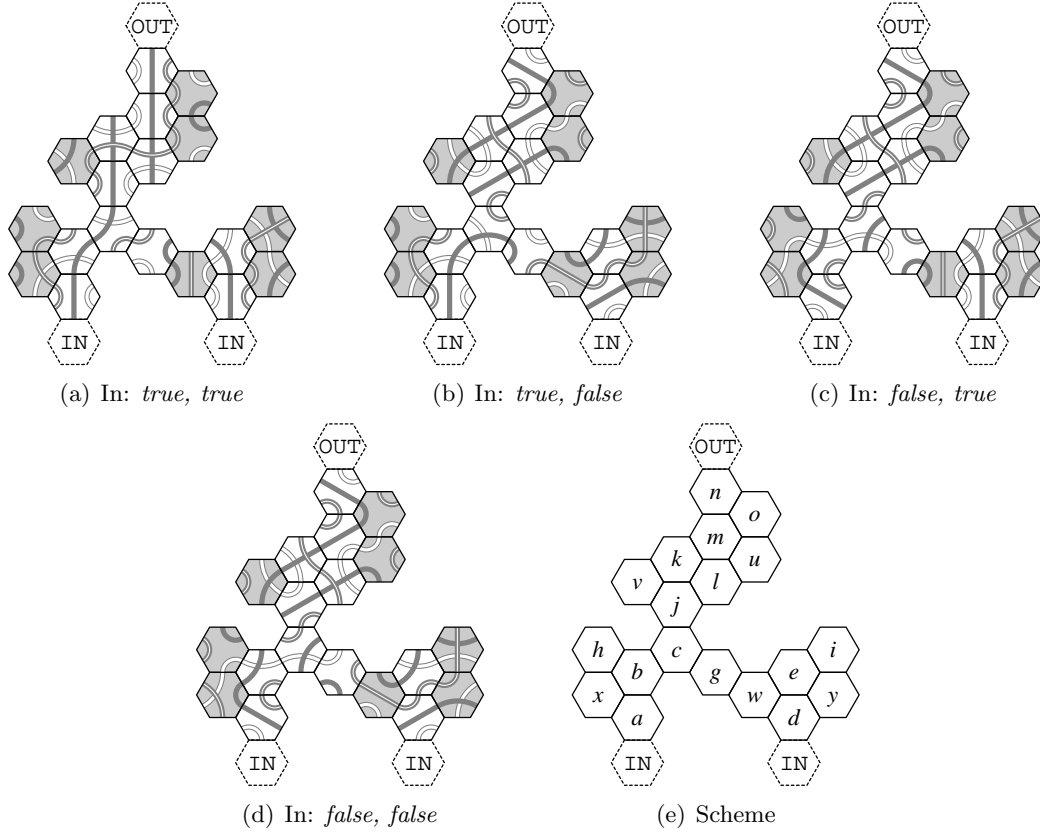 OUT OUT OUT
IN IN IN IN IN IN
(a) In: true, true (b) In: true, false (c) In: false, true
OUT OUT
n
o
m
k u
v l
j
h c i
b g e
x w y
a d
IN IN IN IN
(d) In: false, false (e) Scheme